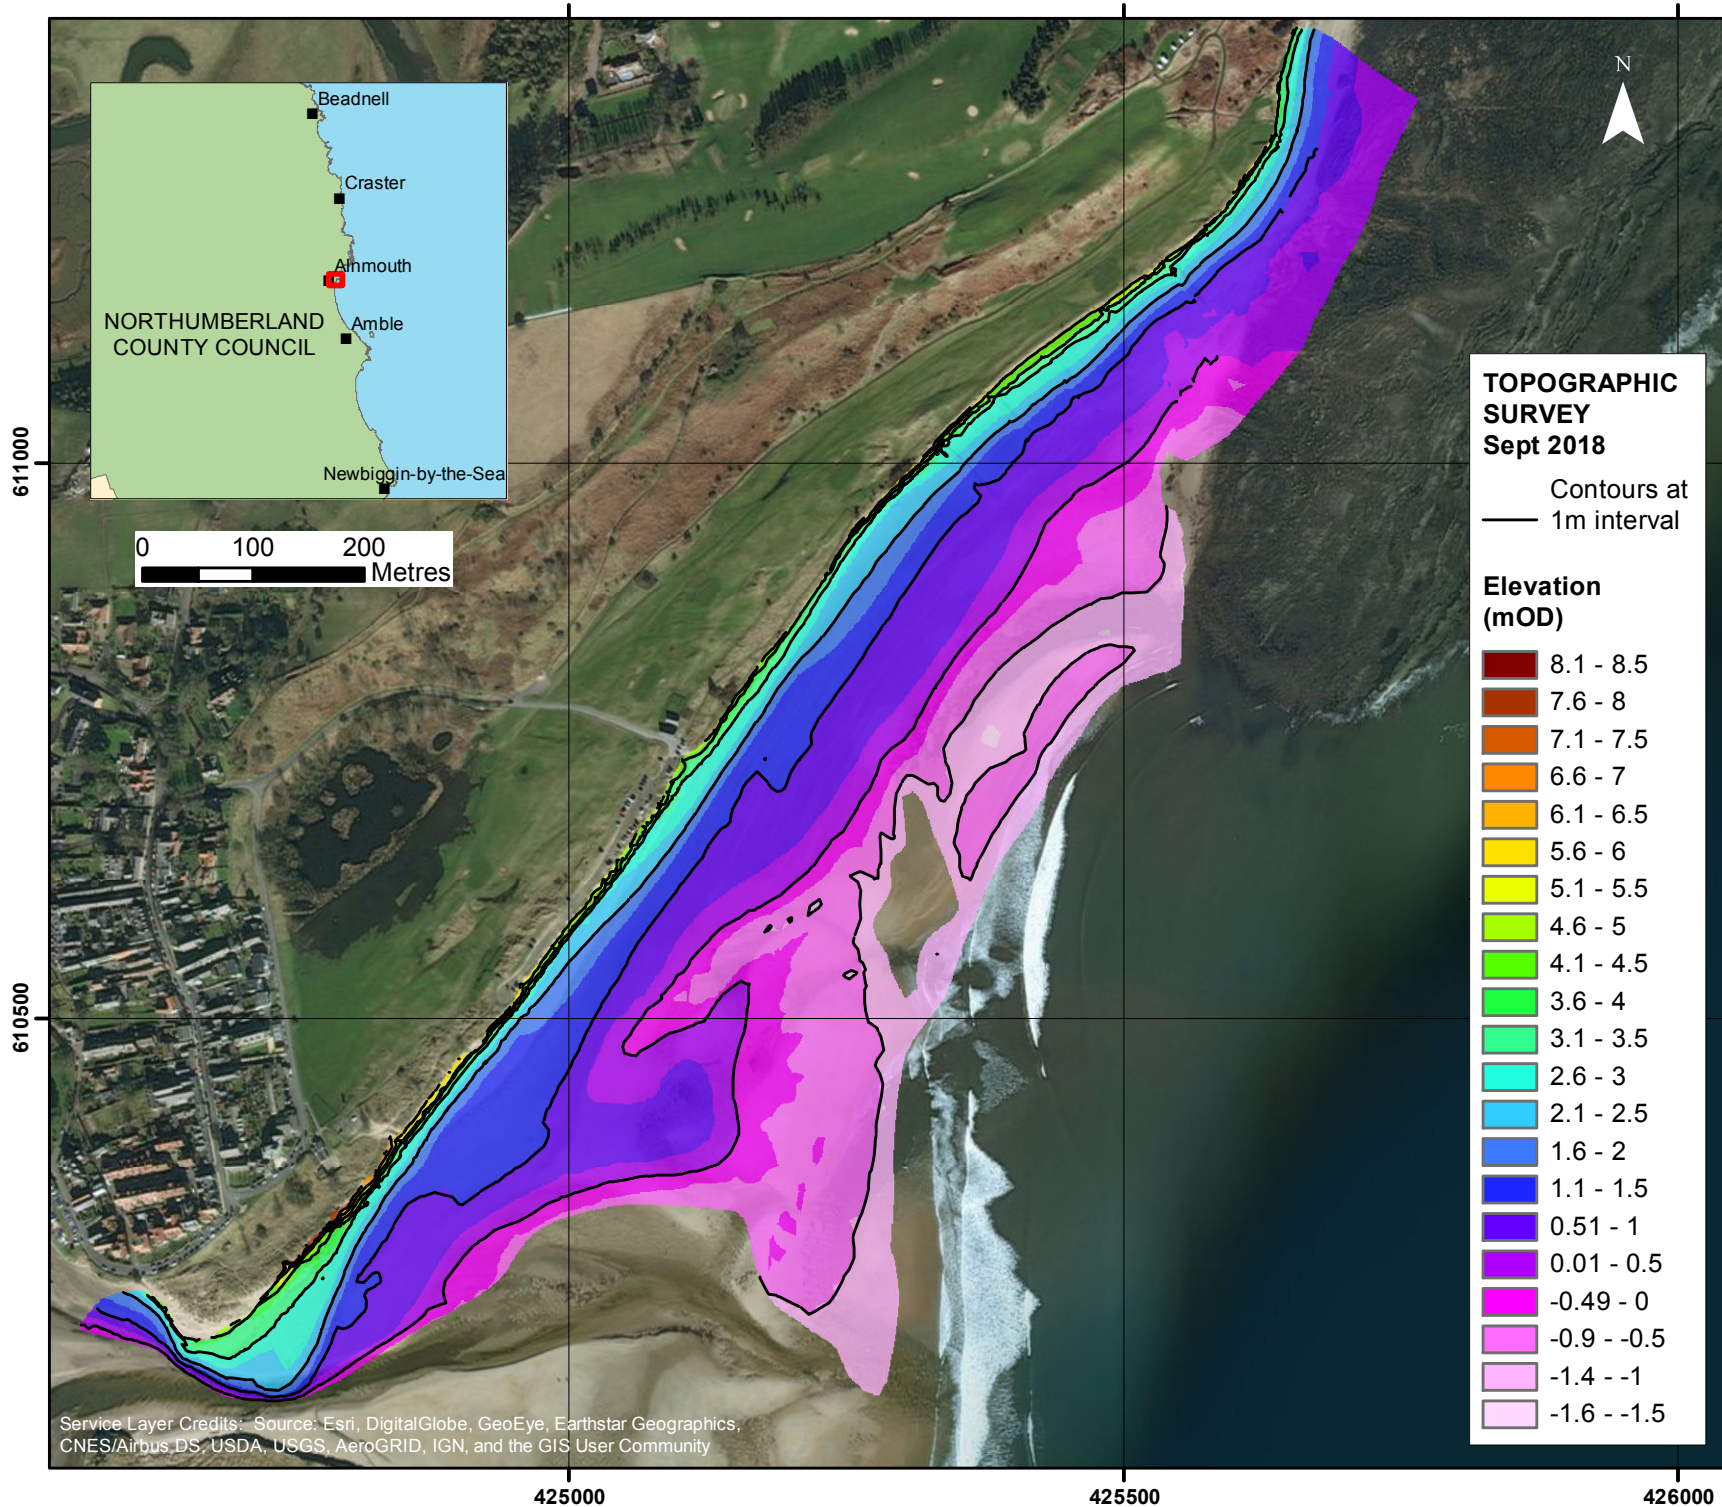 N
Beadnell
Craster
Alnmouth
NORTHUMBERLAND
COUNTY COUNCIL
Amble
Newbiggin-by-the-Sea
0 100 200
Metres
611000
610500
TOPOGRAPHIC
SURVEY
Sept 2018
Contours at
1m interval
Elevation
(mOD)
8.1 - 8.5
7.6 - 8
7.1 - 7.5
6.6 - 7
6.1 - 6.5
5.6 - 6
5.1 - 5.5
4.6 - 5
4.1 - 4.5
3.6 - 4
3.1 - 3.5
2.6 - 3
2.1 - 2.5
1.6 - 2
1.1 - 1.5
0.51 - 1
0.01 - 0.5
-0.49 - 0
-0.9 - -0.5
-1.4 - -1
-1.6 - -1.5
Service Layer Credits: Source: Esri, DigitalGlobe, GeoEye, Earthstar Geographics,
CNES/Airbus DS, USDA, USGS, AeroGRID, IGN, and the GIS User Community
425000 425500 426000